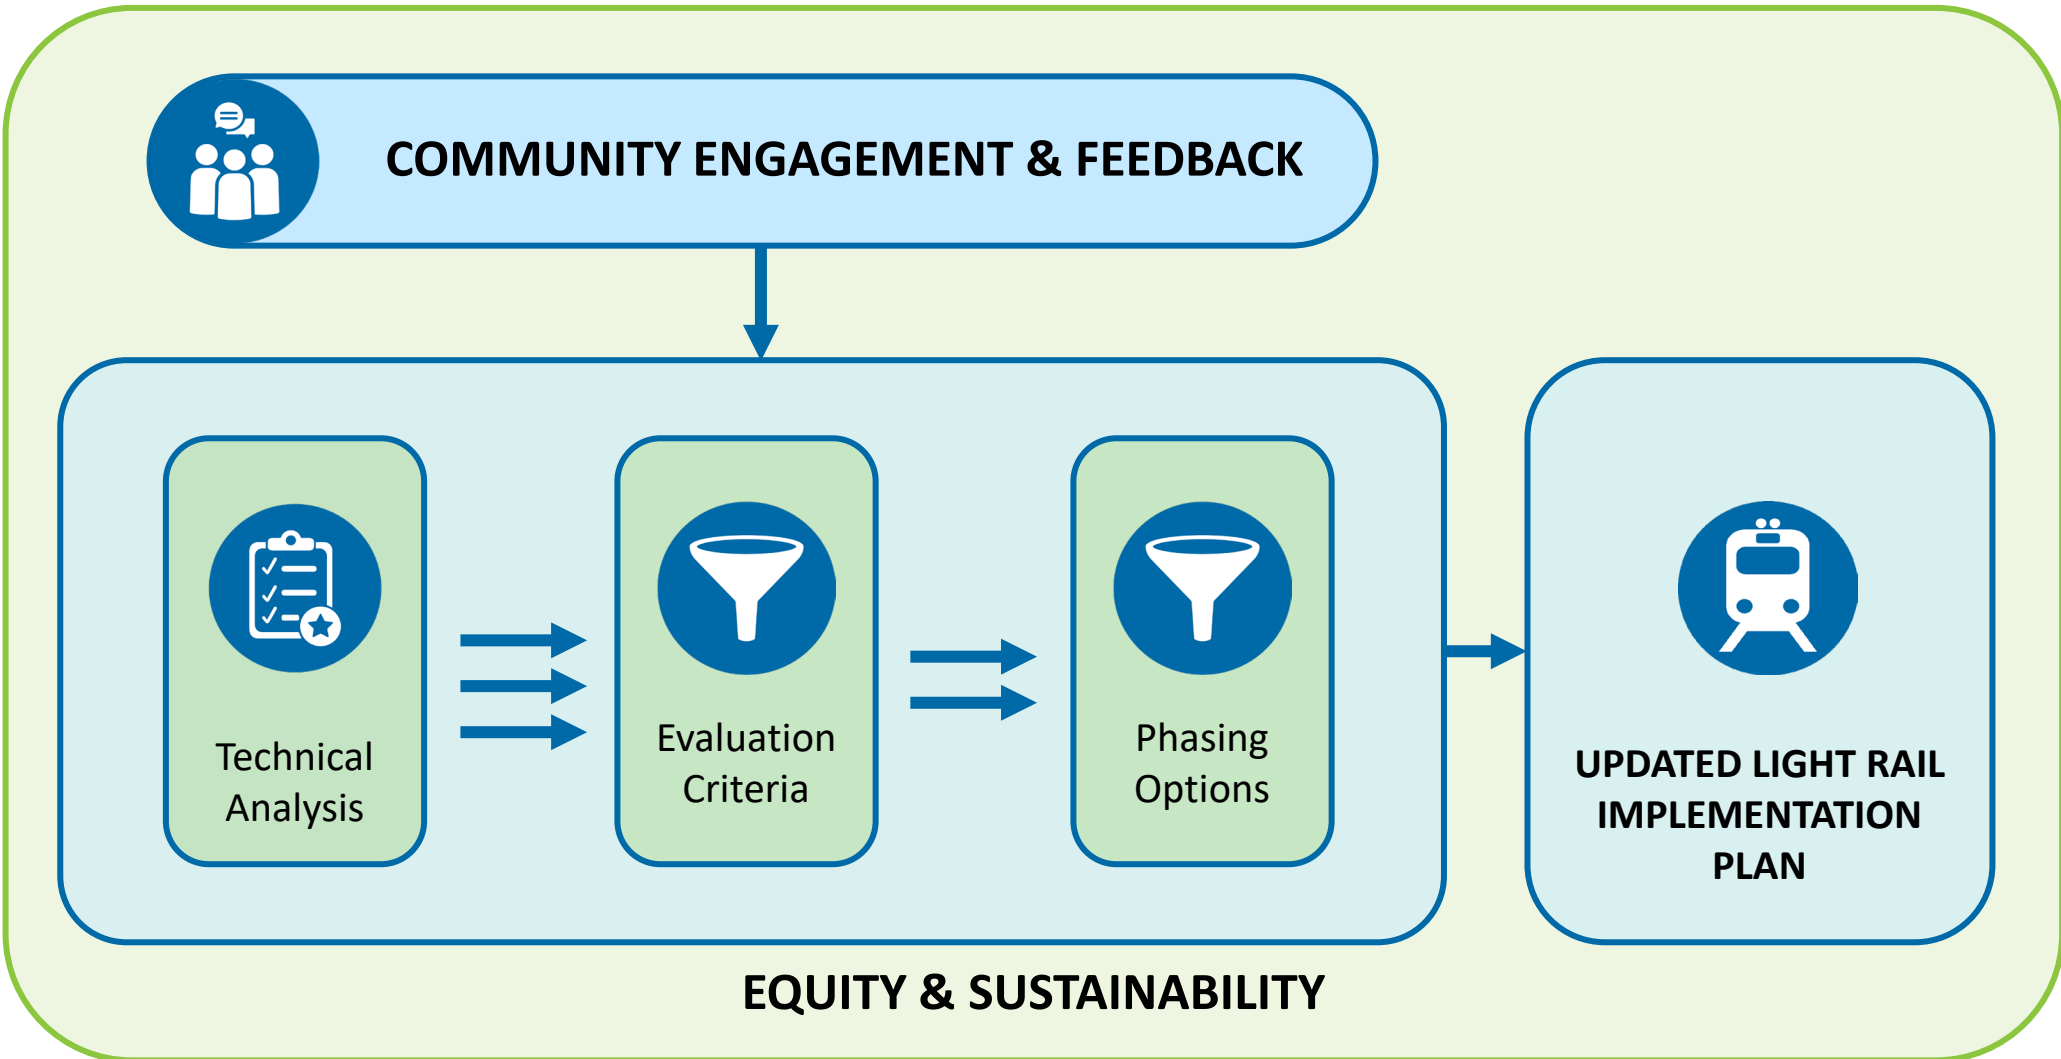 COMMUNITY ENGAGEMENT & FEEDBACK
Technical
Analysis
Evaluation
Criteria
Phasing
Options
UPDATED LIGHT RAIL
IMPLEMENTATION
PLAN
EQUITY & SUSTAINABILITY